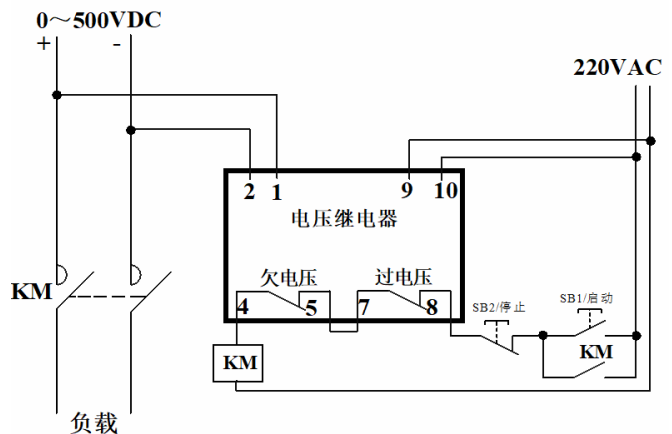 0～500VDC
+ -
220VAC
2 1 9 10
电压继电器
欠电压 过电压
KM
4 5 7 8
SB2/停止
SB1/启动
KM
KM
负载